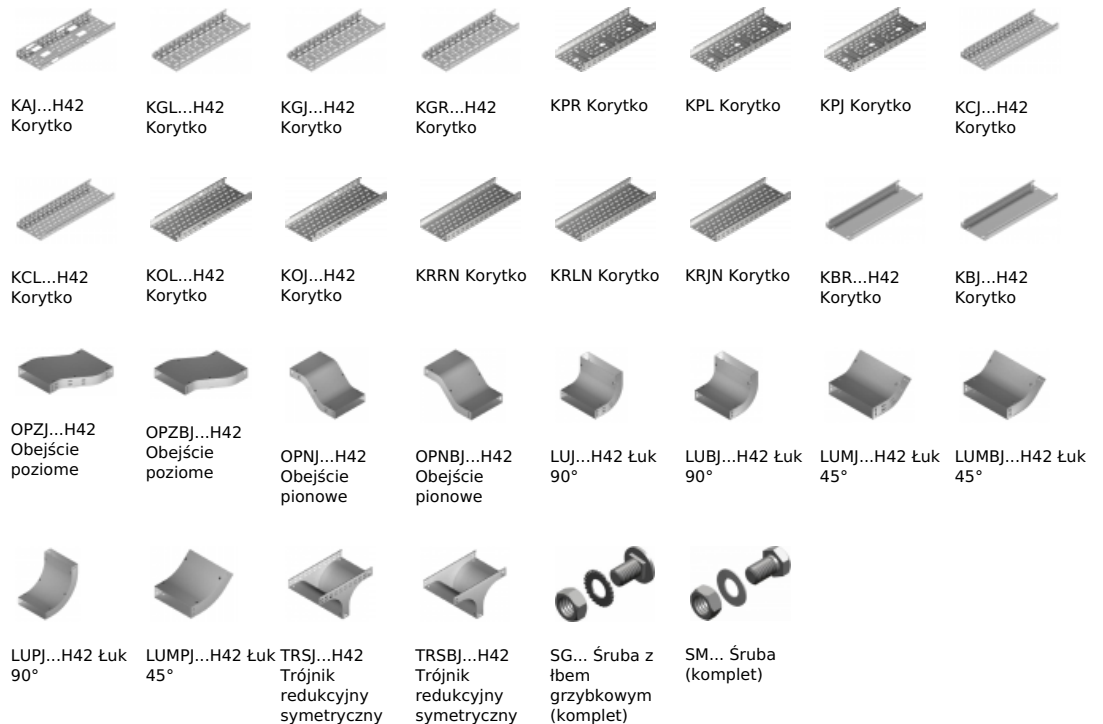 KAJ...H42
Korytko
KGL...H42
Korytko
KGJ...H42
Korytko
KGR...H42
Korytko
KPR Korytko
KPL Korytko
KPJ Korytko
KCJ...H42
Korytko
KCL...H42
Korytko
KOL...H42
Korytko
KOJ...H42
Korytko
KRRN Korytko
KRLN Korytko
KRJN Korytko
KBR...H42
Korytko
KBJ...H42
Korytko
OPZJ...H42
Obejście
poziome
OPZBJ...H42
Obejście
poziome
OPNJ...H42
Obejście
pionowe
OPNBJ...H42
Obejście
pionowe
LUJ...H42 Łuk
90°
LUBJ...H42 Łuk
90°
LUMJ...H42 Łuk
45°
LUMBJ...H42 Łuk
45°
LUPJ...H42 Łuk
90°
LUMPJ...H42 Łuk
45°
TRSJ...H42
Trójnik
redukcyjny
symetryczny
TRSBJ...H42
Trójnik
redukcyjny
symetryczny
SG... Śruba z
łbem
grzybkowym
(komplet)
SM... Śruba
(komplet)